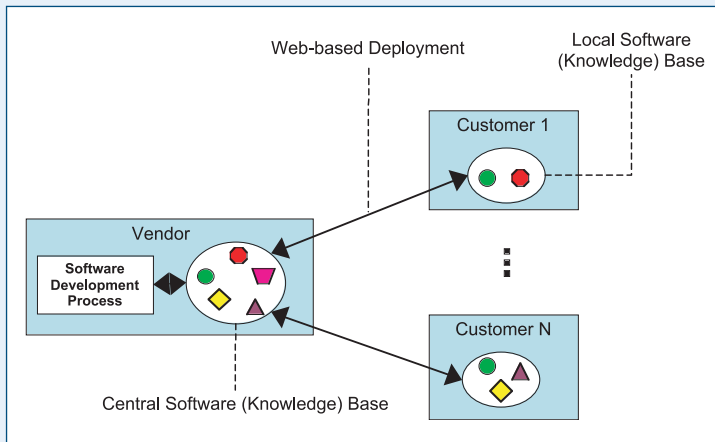 Web-based Deployment
Local Software
(Knowledge) Base
Customer 1
Vendor
Software
Development
Process
Customer N
Central Software (Knowledge) Base